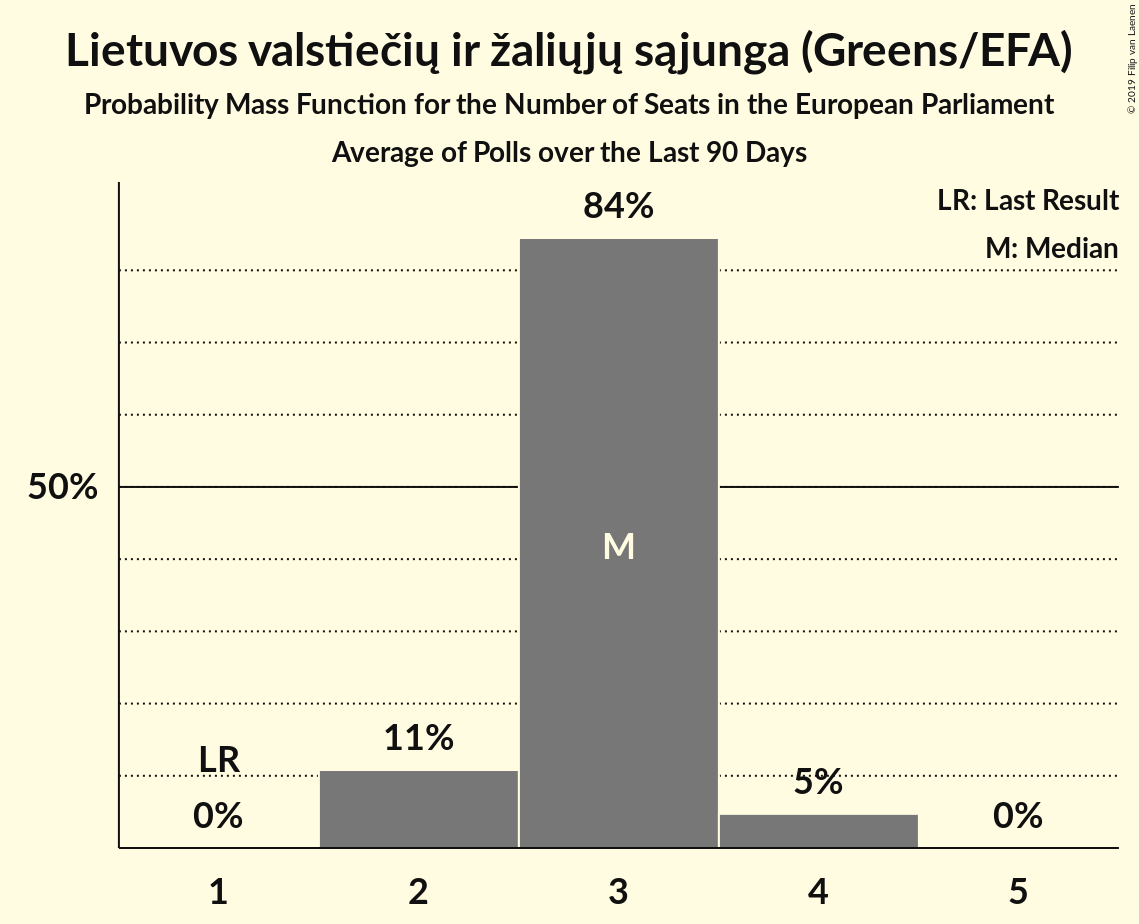 Lietuvos valstiečių ir žaliųjų sąjunga (Greens/EFA)
Probability Mass Function for the Number of Seats in the European Parliament
Average of Polls over the Last 90 Days
© 2019 Filip van Laenen
LR: Last Result
M: Median
84%
50%
M
11%
LR
5%
0%
0%
1 2 3 4 5